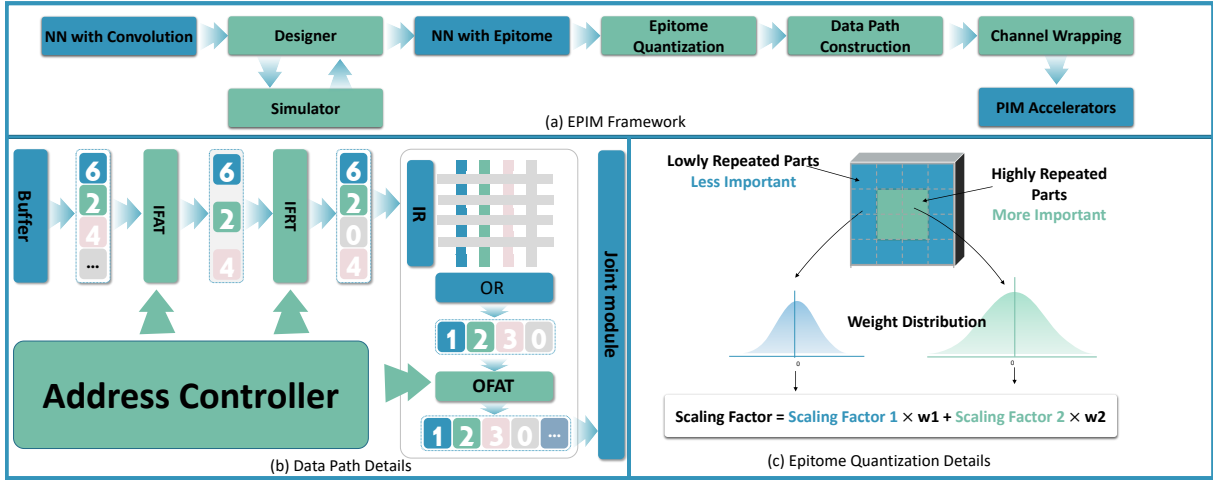 NN with Convolution
Designer
NN with Epitome
Epitome
Quantization
Data Path
Construction
Channel Wrapping
Simulator
PIM Accelerators
(a) EPIM Framework
Buffer
6
2
4
...
IFAT
6
2
4
IFRT
6
2
0
4
IR
OR
1 2 3 0
OFAT
1 2 3 0 ...
Joint module
Address Controller
(b) Data Path Details
Lowly Repeated Parts
Less Important
Highly Repeated
Parts
More Important
Weight Distribution
0
0
Scaling Factor = Scaling Factor 1 × w1 + Scaling Factor 2 × w2
(c) Epitome Quantization Details